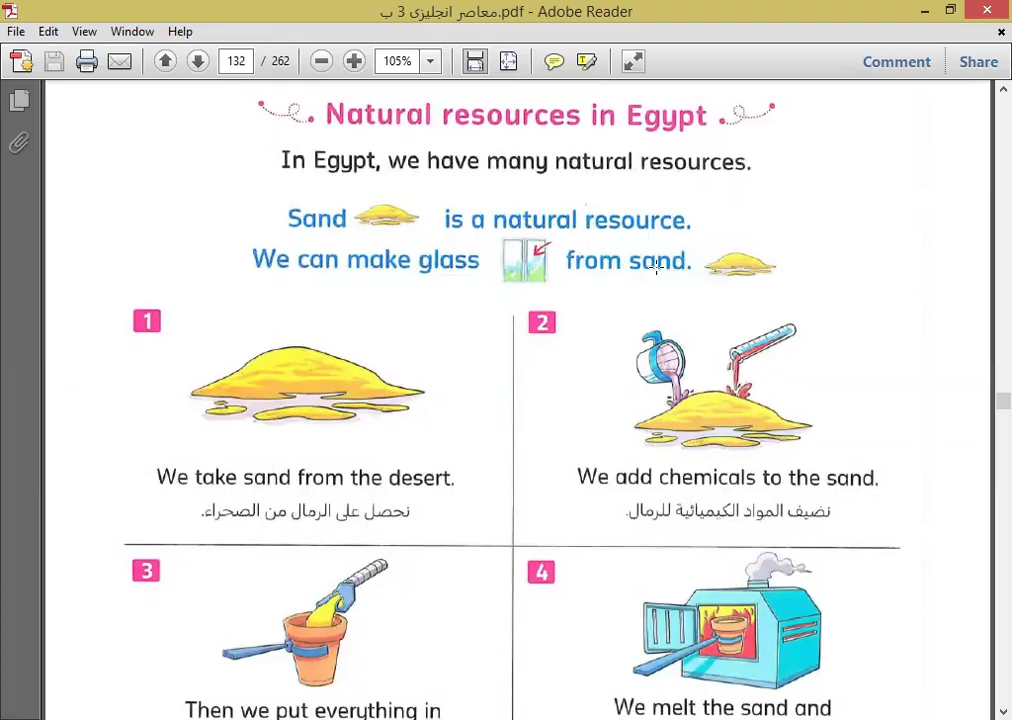 معاصر انجليزى 3 ب.pdf - Adobe Reader
File Edit View Window Help
132 / 262 105% Comment Share
Natural resources in Egypt
In Egypt, we have many natural resources.
Sand is a natural resource.
We can make glass from sand.
1
We take sand from the desert.
نحصل على الرمال من الصحراء.
2
We add chemicals to the sand.
نضيف المواد الكيميائية للرمال.
3
Then we put everything in
4
We melt the sand and